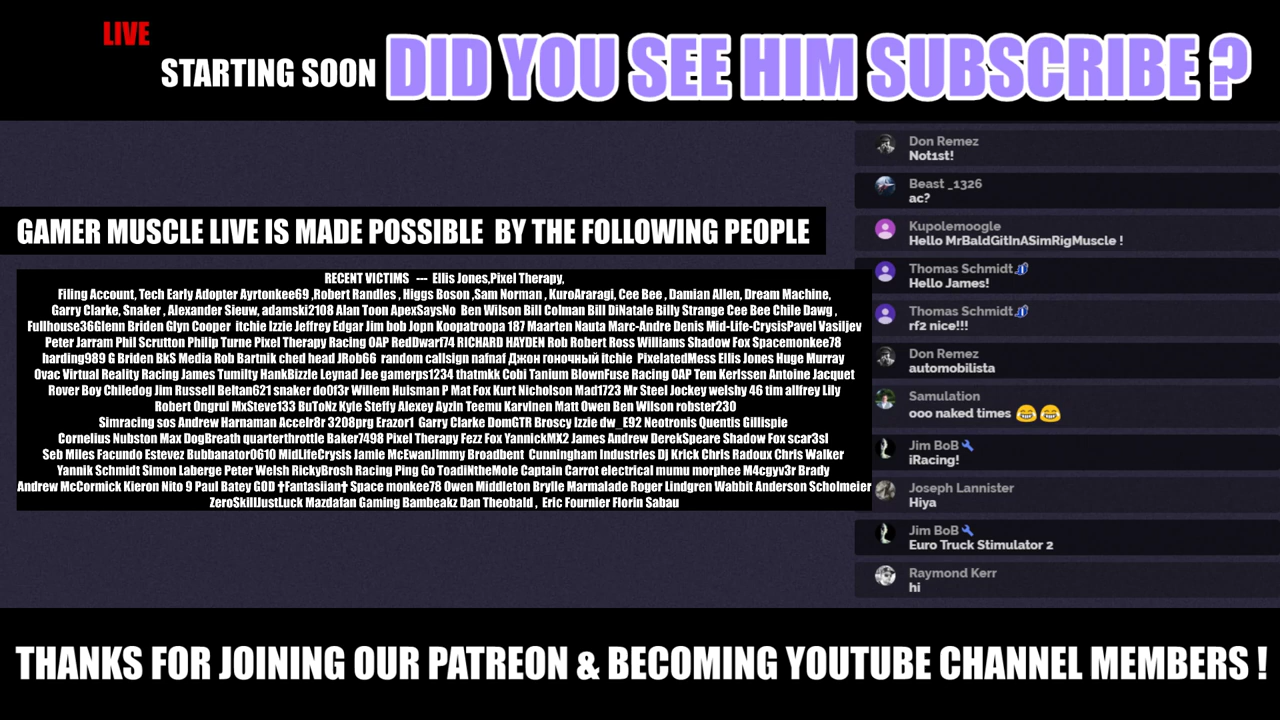 LIVE
STARTING SOON
DID YOU SEE HIM SUBSCRIBE ?
GAMER MUSCLE LIVE IS MADE POSSIBLE  BY THE FOLLOWING PEOPLE
RECENT VICTIMS  ---  Ellis Jones,Pixel Therapy,
Filing Account, Tech Early Adopter Ayrtonkee69 ,Robert Randles , Higgs Boson ,Sam Norman , KuroAraragi, Cee Bee , Damian Allen, Dream Machine,
Garry Clarke, Snaker , Alexander Sieuw, adamski2108 Alan Toon ApexSaysNo  Ben Wilson Bill Colman Bill DiNatale Billy Strange Cee Bee Chile Dawg ,
Fullhouse36Glenn Briden Glyn Cooper  itchie Izzie Jeffrey Edgar Jim bob Jopn Koopatroopa 187 Maarten Nauta Marc-Andre Denis Mid-Life-CrysisPavel Vasiljev
Peter Jarram Phil Scrutton Philip Turne Pixel Therapy Racing OAP RedDwarf74 RICHARD HAYDEN Rob Robert Ross Williams Shadow Fox Spacemonkee78
harding989 G Briden BkS Media Rob Bartnik ched head JRob66  random callsign nafnaf Джон гоночный itchie  PixelatedMess Ellis Jones Huge Murray
Ovac Virtual Reality Racing James Tumilty HankBizzle Leynad Jee gamerps1234 thatmkk Cobi Tanium BlownFuse Racing OAP Tem Kerlssen Antoine Jacquet
Rover Boy Chiledog Jim Russell Beltan621 snaker do0f3r Willem Huisman P Mat Fox Kurt Nicholson Mad1723 Mr Steel Jockey welshy 46 tim allfrey Lily
Robert Ongrui MxSteve133 BuToNz Kyle Steffy Alexey Ayzin Teemu Karvinen Matt Owen Ben Wilson robster230
Simracing sos Andrew Harnaman Accelr8r 320Bprg Erazor1  Garry Clarke DomGTR Broscy Izzie dw_E92 Neotronis Quentis Gillispie
Cornelius Nubston Max DogBreath quarterthrottle Baker7498 Pixel Therapy Fezz Fox YannickMX2 James Andrew DerekSpeare Shadow Fox scar3sl
Seb Miles Facundo Estevez Bubbanator0610 MidLifeCrysis Jamie McEwanJimmy Broadbent  Cunningham Industries Dj Krick Chris Radoux Chris Walker
Yannik Schmidt Simon Laberge Peter Welsh RickyBrosh Racing Ping Go ToadiNtheMole Captain Carrot electrical mumu morphee M4cgyv3r Brady
Andrew McCormick Kieron Nito 9 Paul Batey GOD †Fantasiian† Space monkee78 Owen Middleton Brylle Marmalade Roger Lindgren Wabbit Anderson Scholmeier
ZeroSkillJustLuck Mazdafan Gaming Bambeakz Dan Theobald ,  Eric Fournier Florin Sabau
Don Remez
Not1st!
Beast _1326
ac?
Kupolemoogle
Hello MrBaldGitInASimRigMuscle !
Thomas Schmidt
Hello James!
Thomas Schmidt
rf2 nice!!!
Don Remez
automobilista
Samulation
ooo naked times 😂 😂
Jim BoB
iRacing!
Joseph Lannister
Hiya
Jim BoB
Euro Truck Stimulator 2
Raymond Kerr
hi
THANKS FOR JOINING OUR PATREON & BECOMING YOUTUBE CHANNEL MEMBERS !